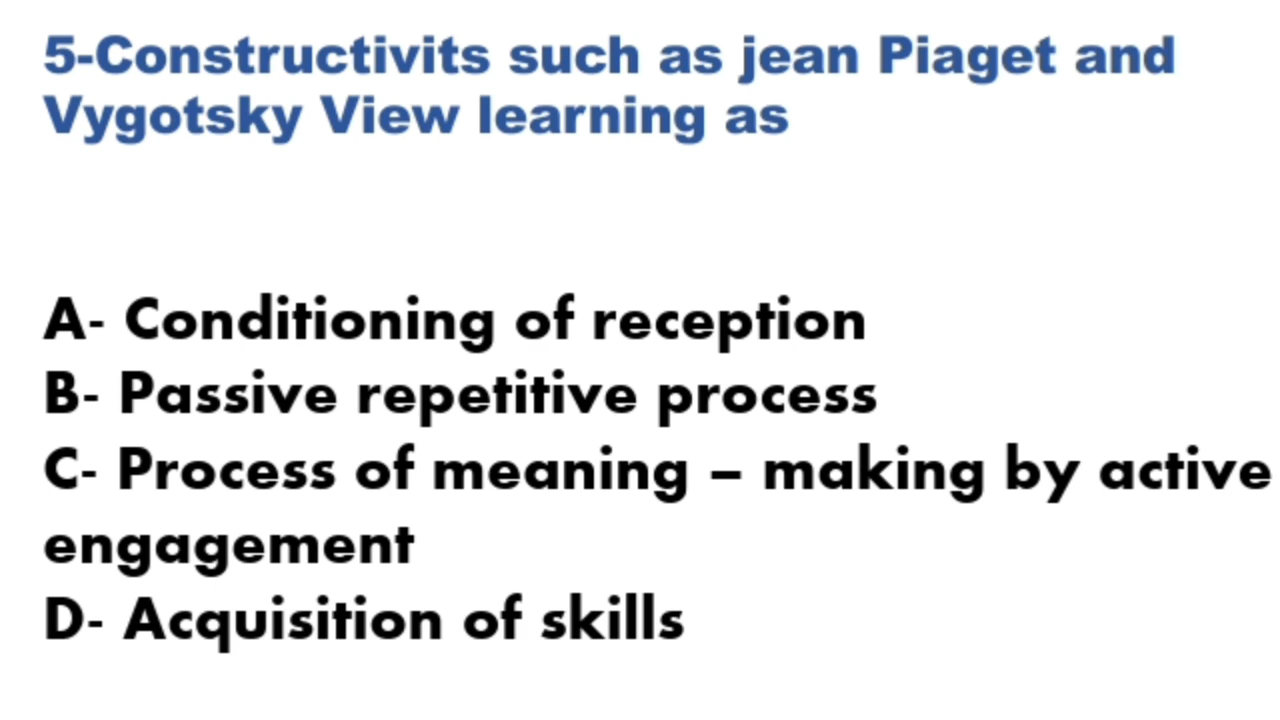 5-Constructivits such as jean Piaget and
Vygotsky View learning as
A- Conditioning of reception
B- Passive repetitive process
C- Process of meaning – making by active
engagement
D- Acquisition of skills